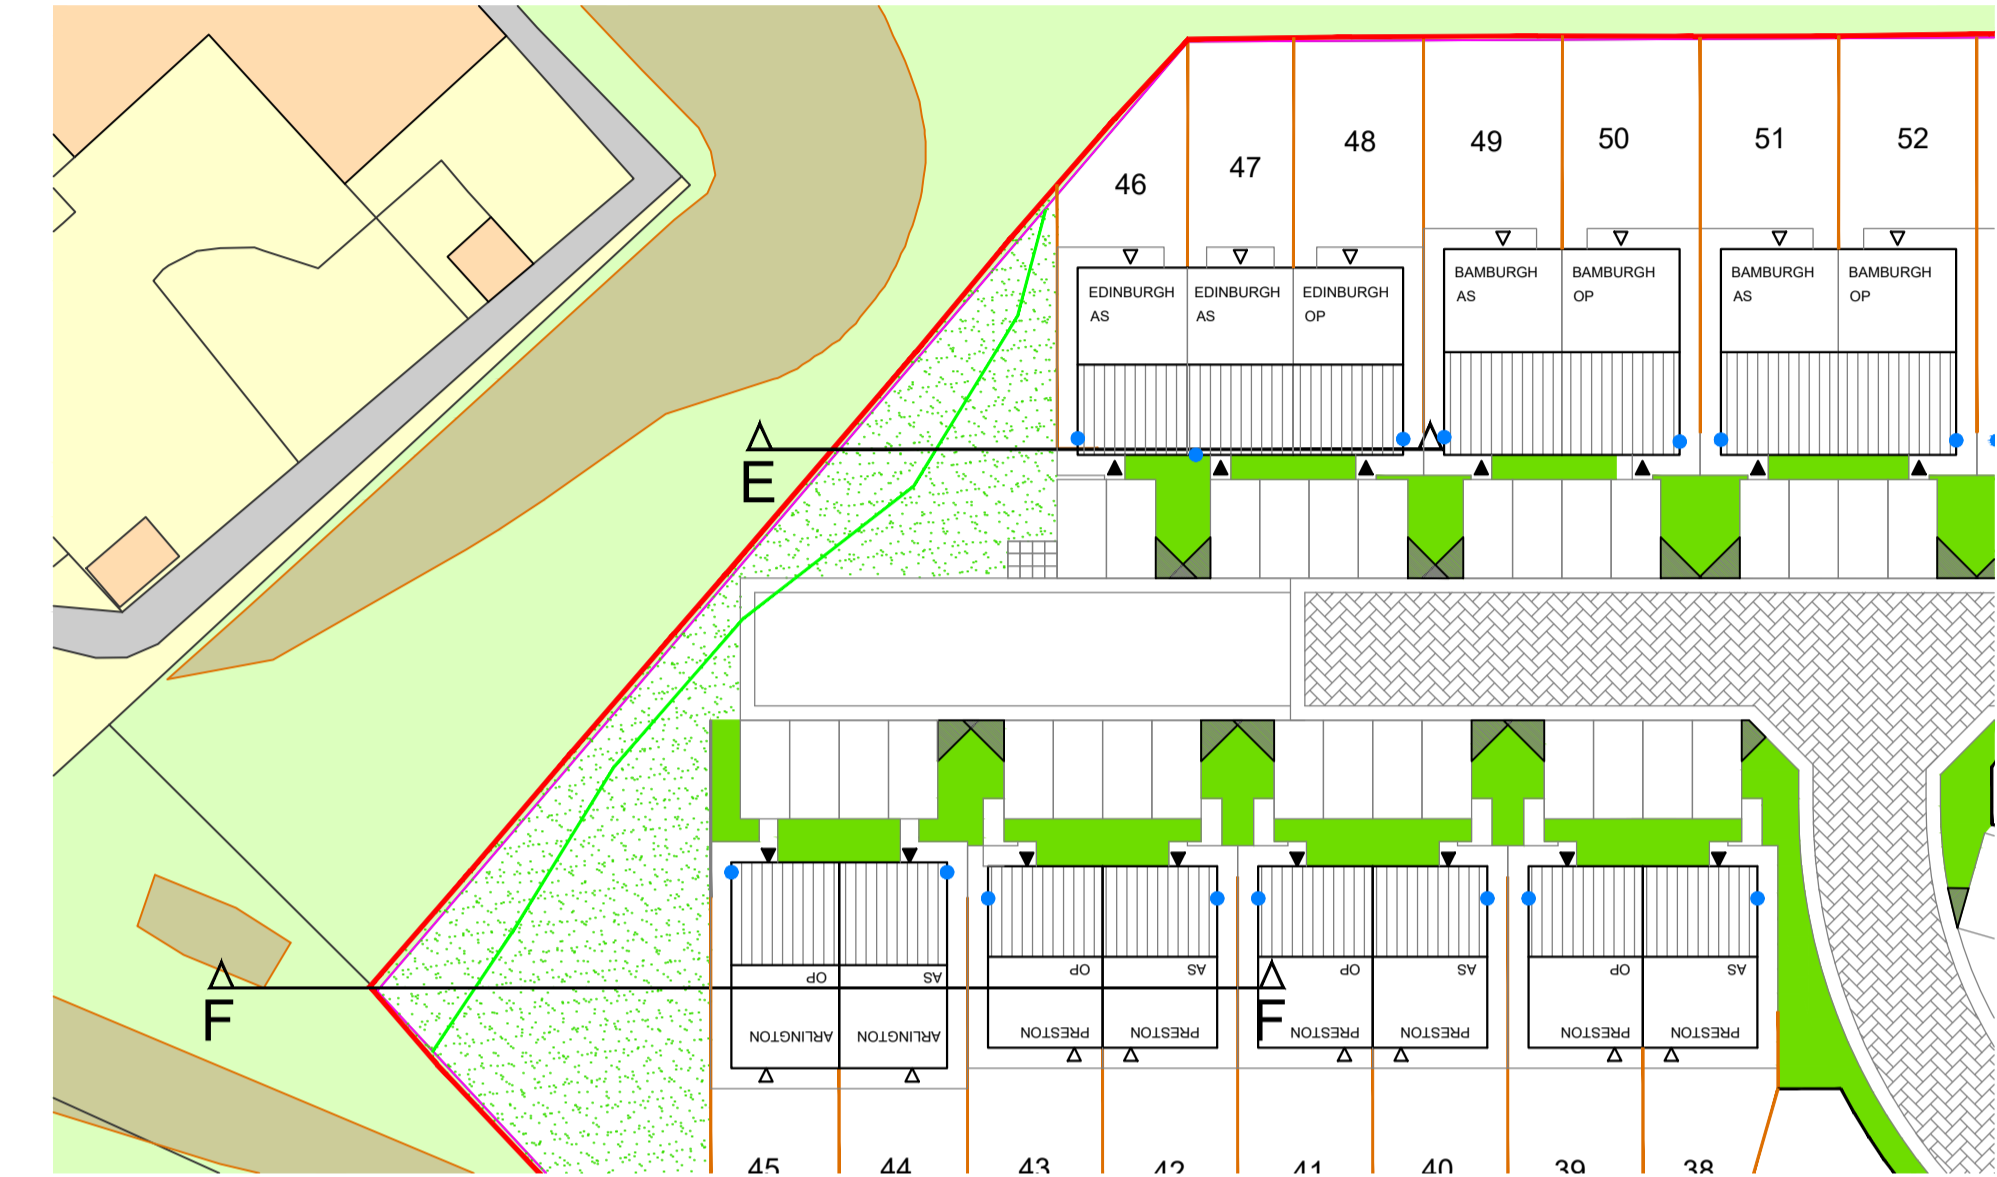 46
47
48
49
50
51
52
EDINBURGH
AS
EDINBURGH
AS
EDINBURGH
OP
BAMBURGH
AS
BAMBURGH
OP
BAMBURGH
AS
BAMBURGH
OP
E
OP
AS
OP
AS
OP
AS
OP
AS
F
F
ARLINGTON
ARLINGTON
PRESTON
PRESTON
PRESTON
PRESTON
PRESTON
PRESTON
45
44
43
42
41
40
39
38